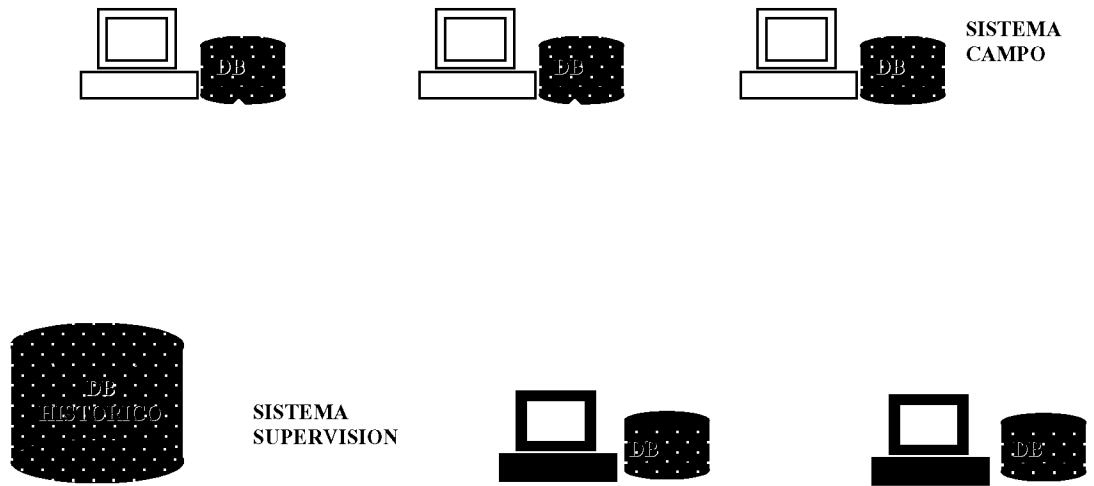 DB
DB
DB
SISTEMA
CAMPO
DB
HISTORICO
SISTEMA
SUPERVISION
DB
DB